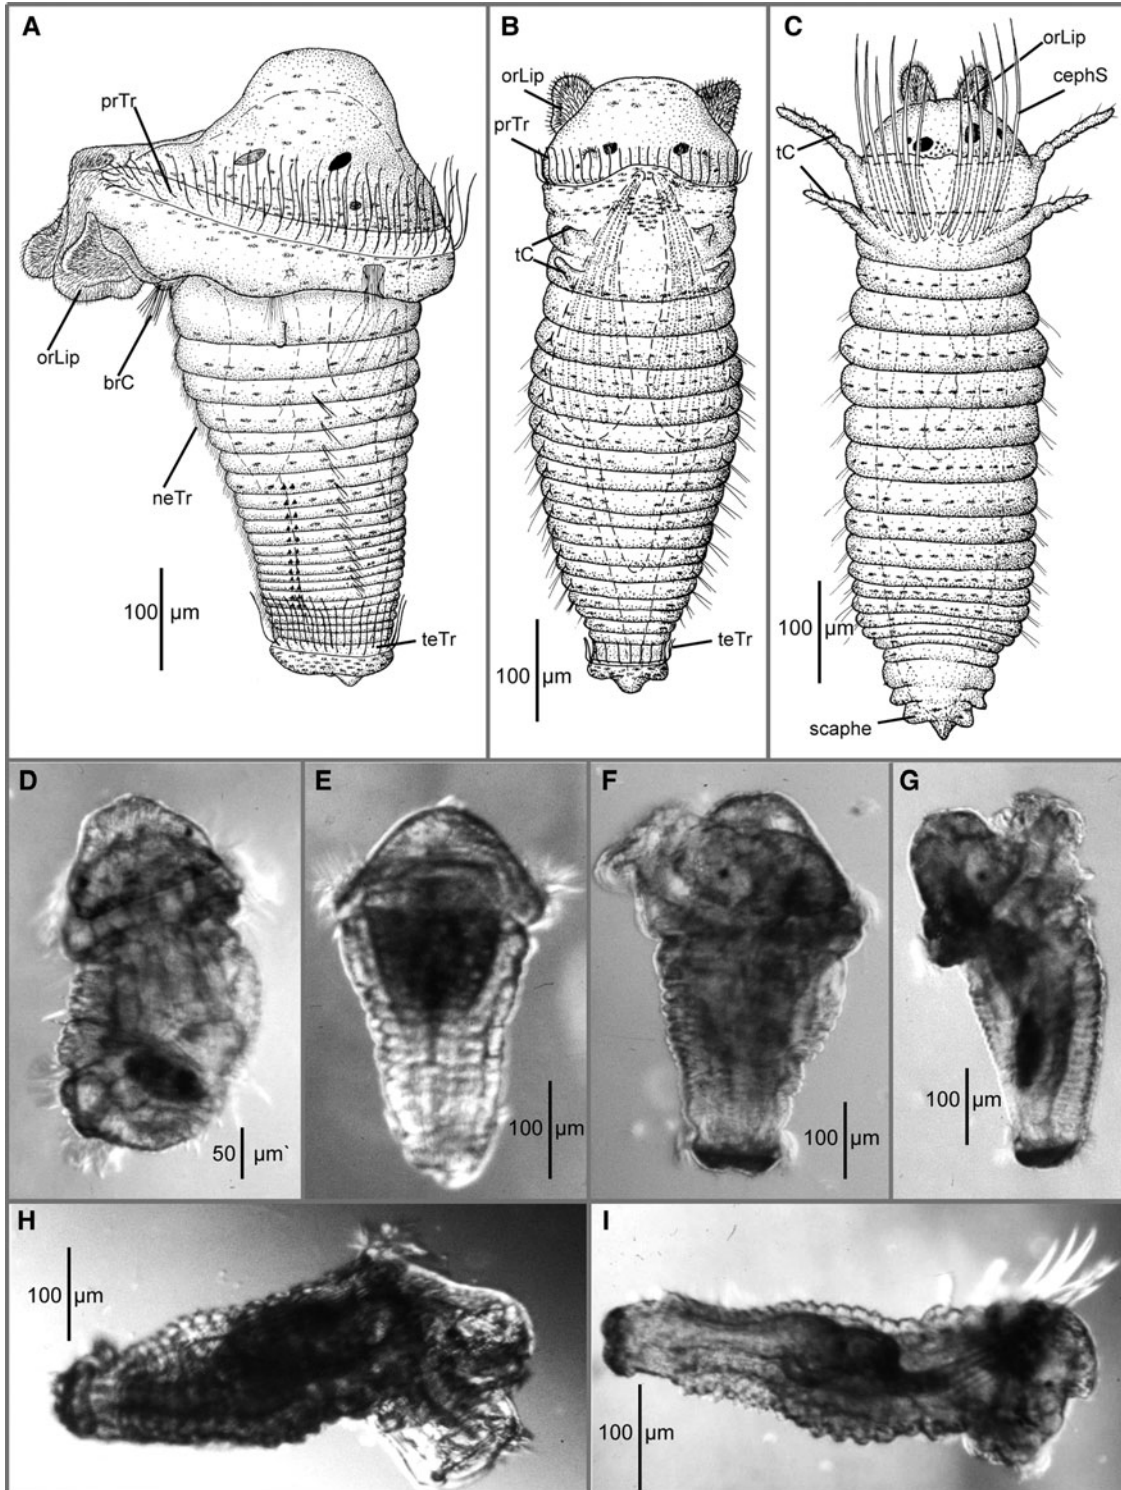 A
prTr
orLip
brC
neTr
100 µm
teTr
B
orLip
prTr
tC
100 µm
teTr
C
orLip
cephS
tC
100 µm
scaphe
D
50 µm`
E
100 µm
F
100 µm
G
100 µm
H
100 µm
I
100 µm